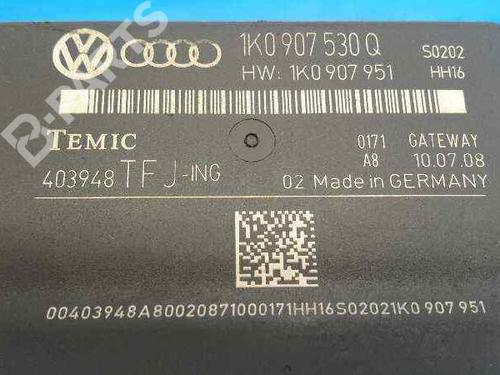 1K0 907 530 Q S0202
HW: 1K0 907 951 HH16
B-PARTS
TEMIC 0171 GATEWAY
A8 10.07.08
403948 TFJ-ING 02 Made in GERMANY
00403948A80020871000171HH16S02021K0 907 951